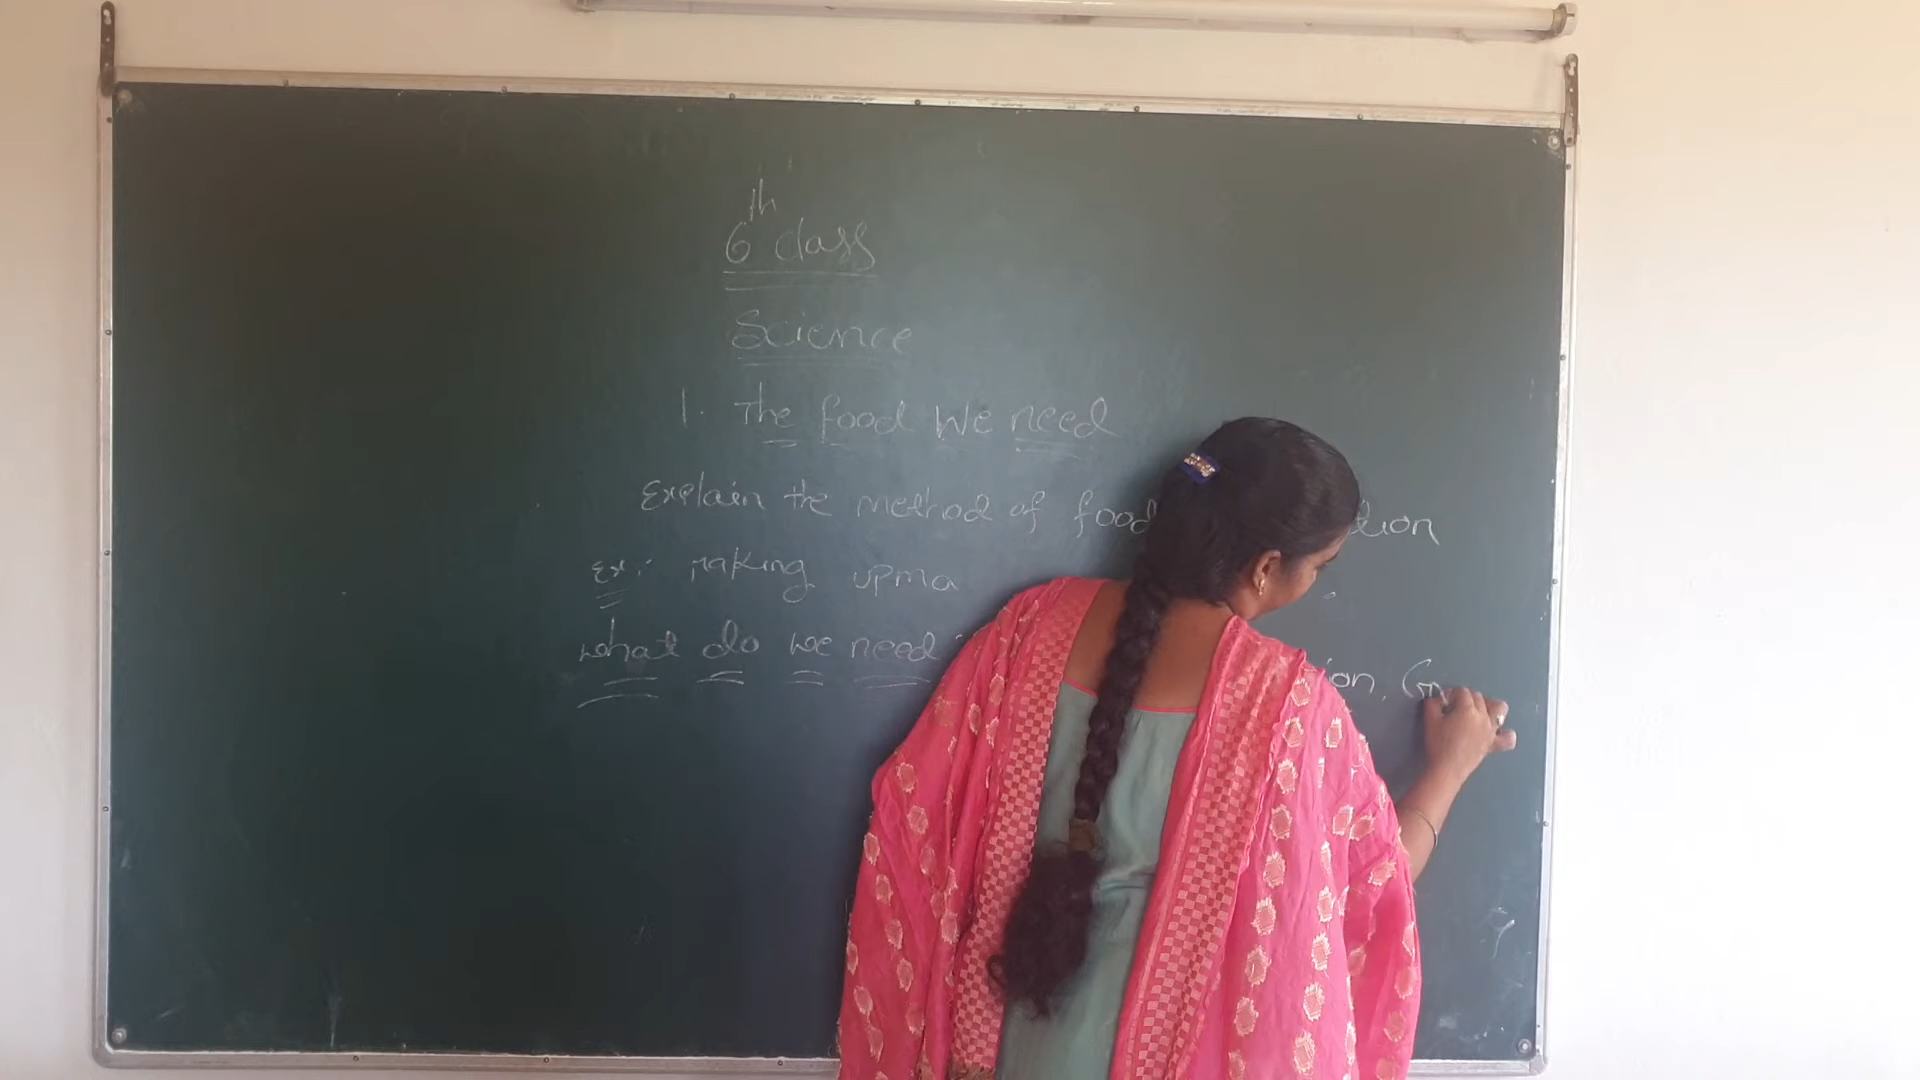 6th class
Science
1. The food We need
Explain the method of food
Ex: making upma
what do we need